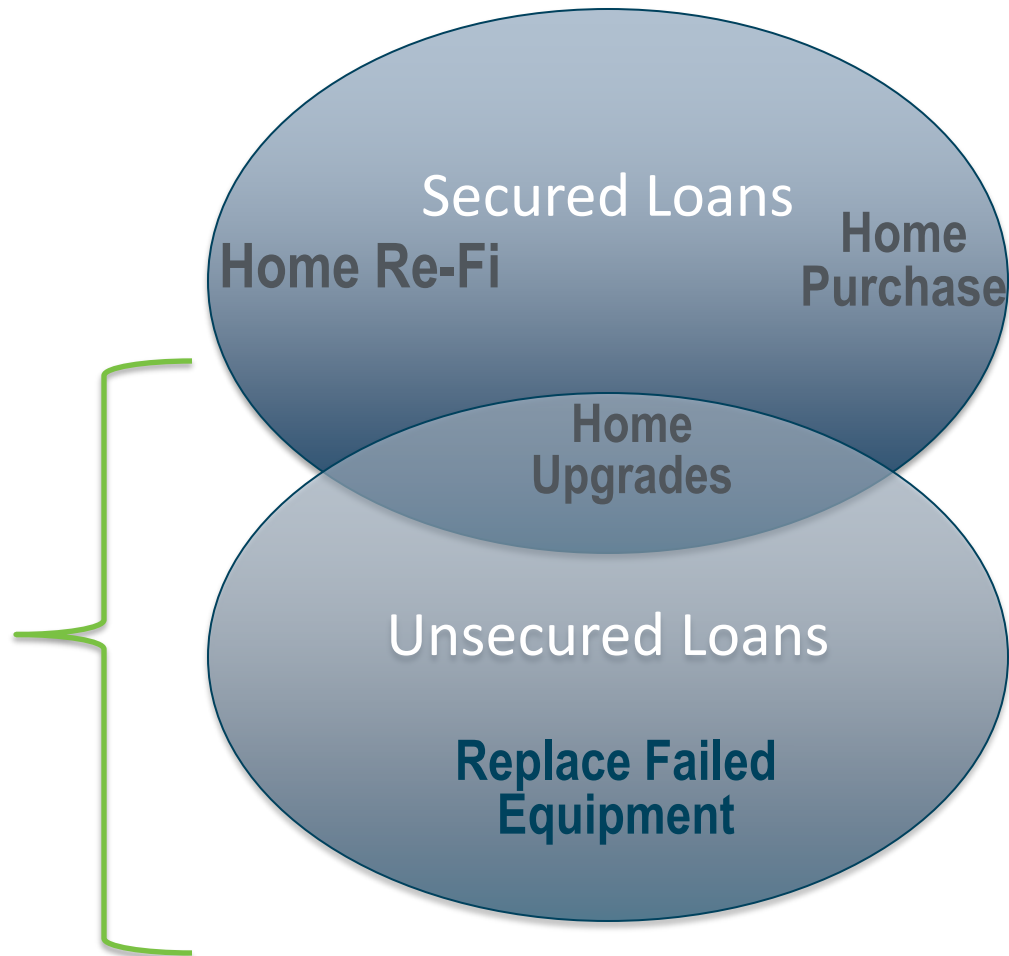 Secured Loans
Home Re-Fi
Home
Purchase
Home
Upgrades
Unsecured Loans
Replace Failed
Equipment